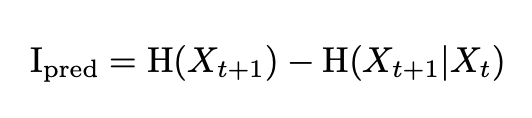 I_pred = H(X_{t+1}) − H(X_{t+1}|X_t)